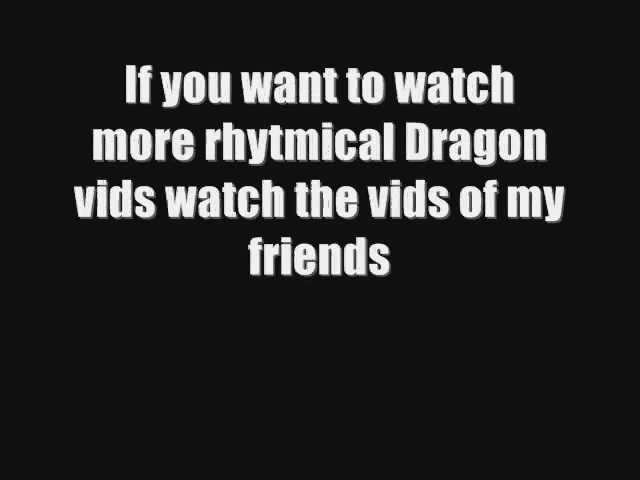 If you want to watch
more rhytmical Dragon
vids watch the vids of my
friends